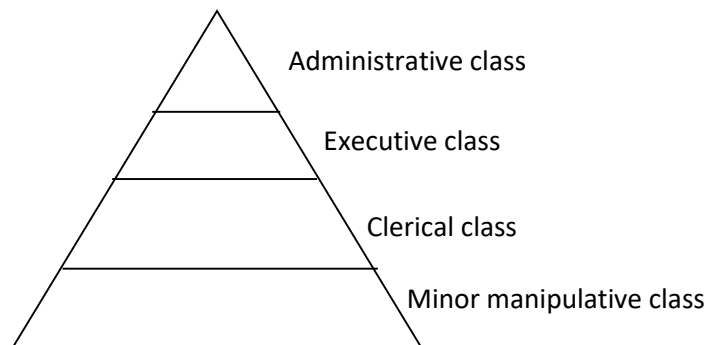 Administrative class
Executive class
Clerical class
Minor manipulative class